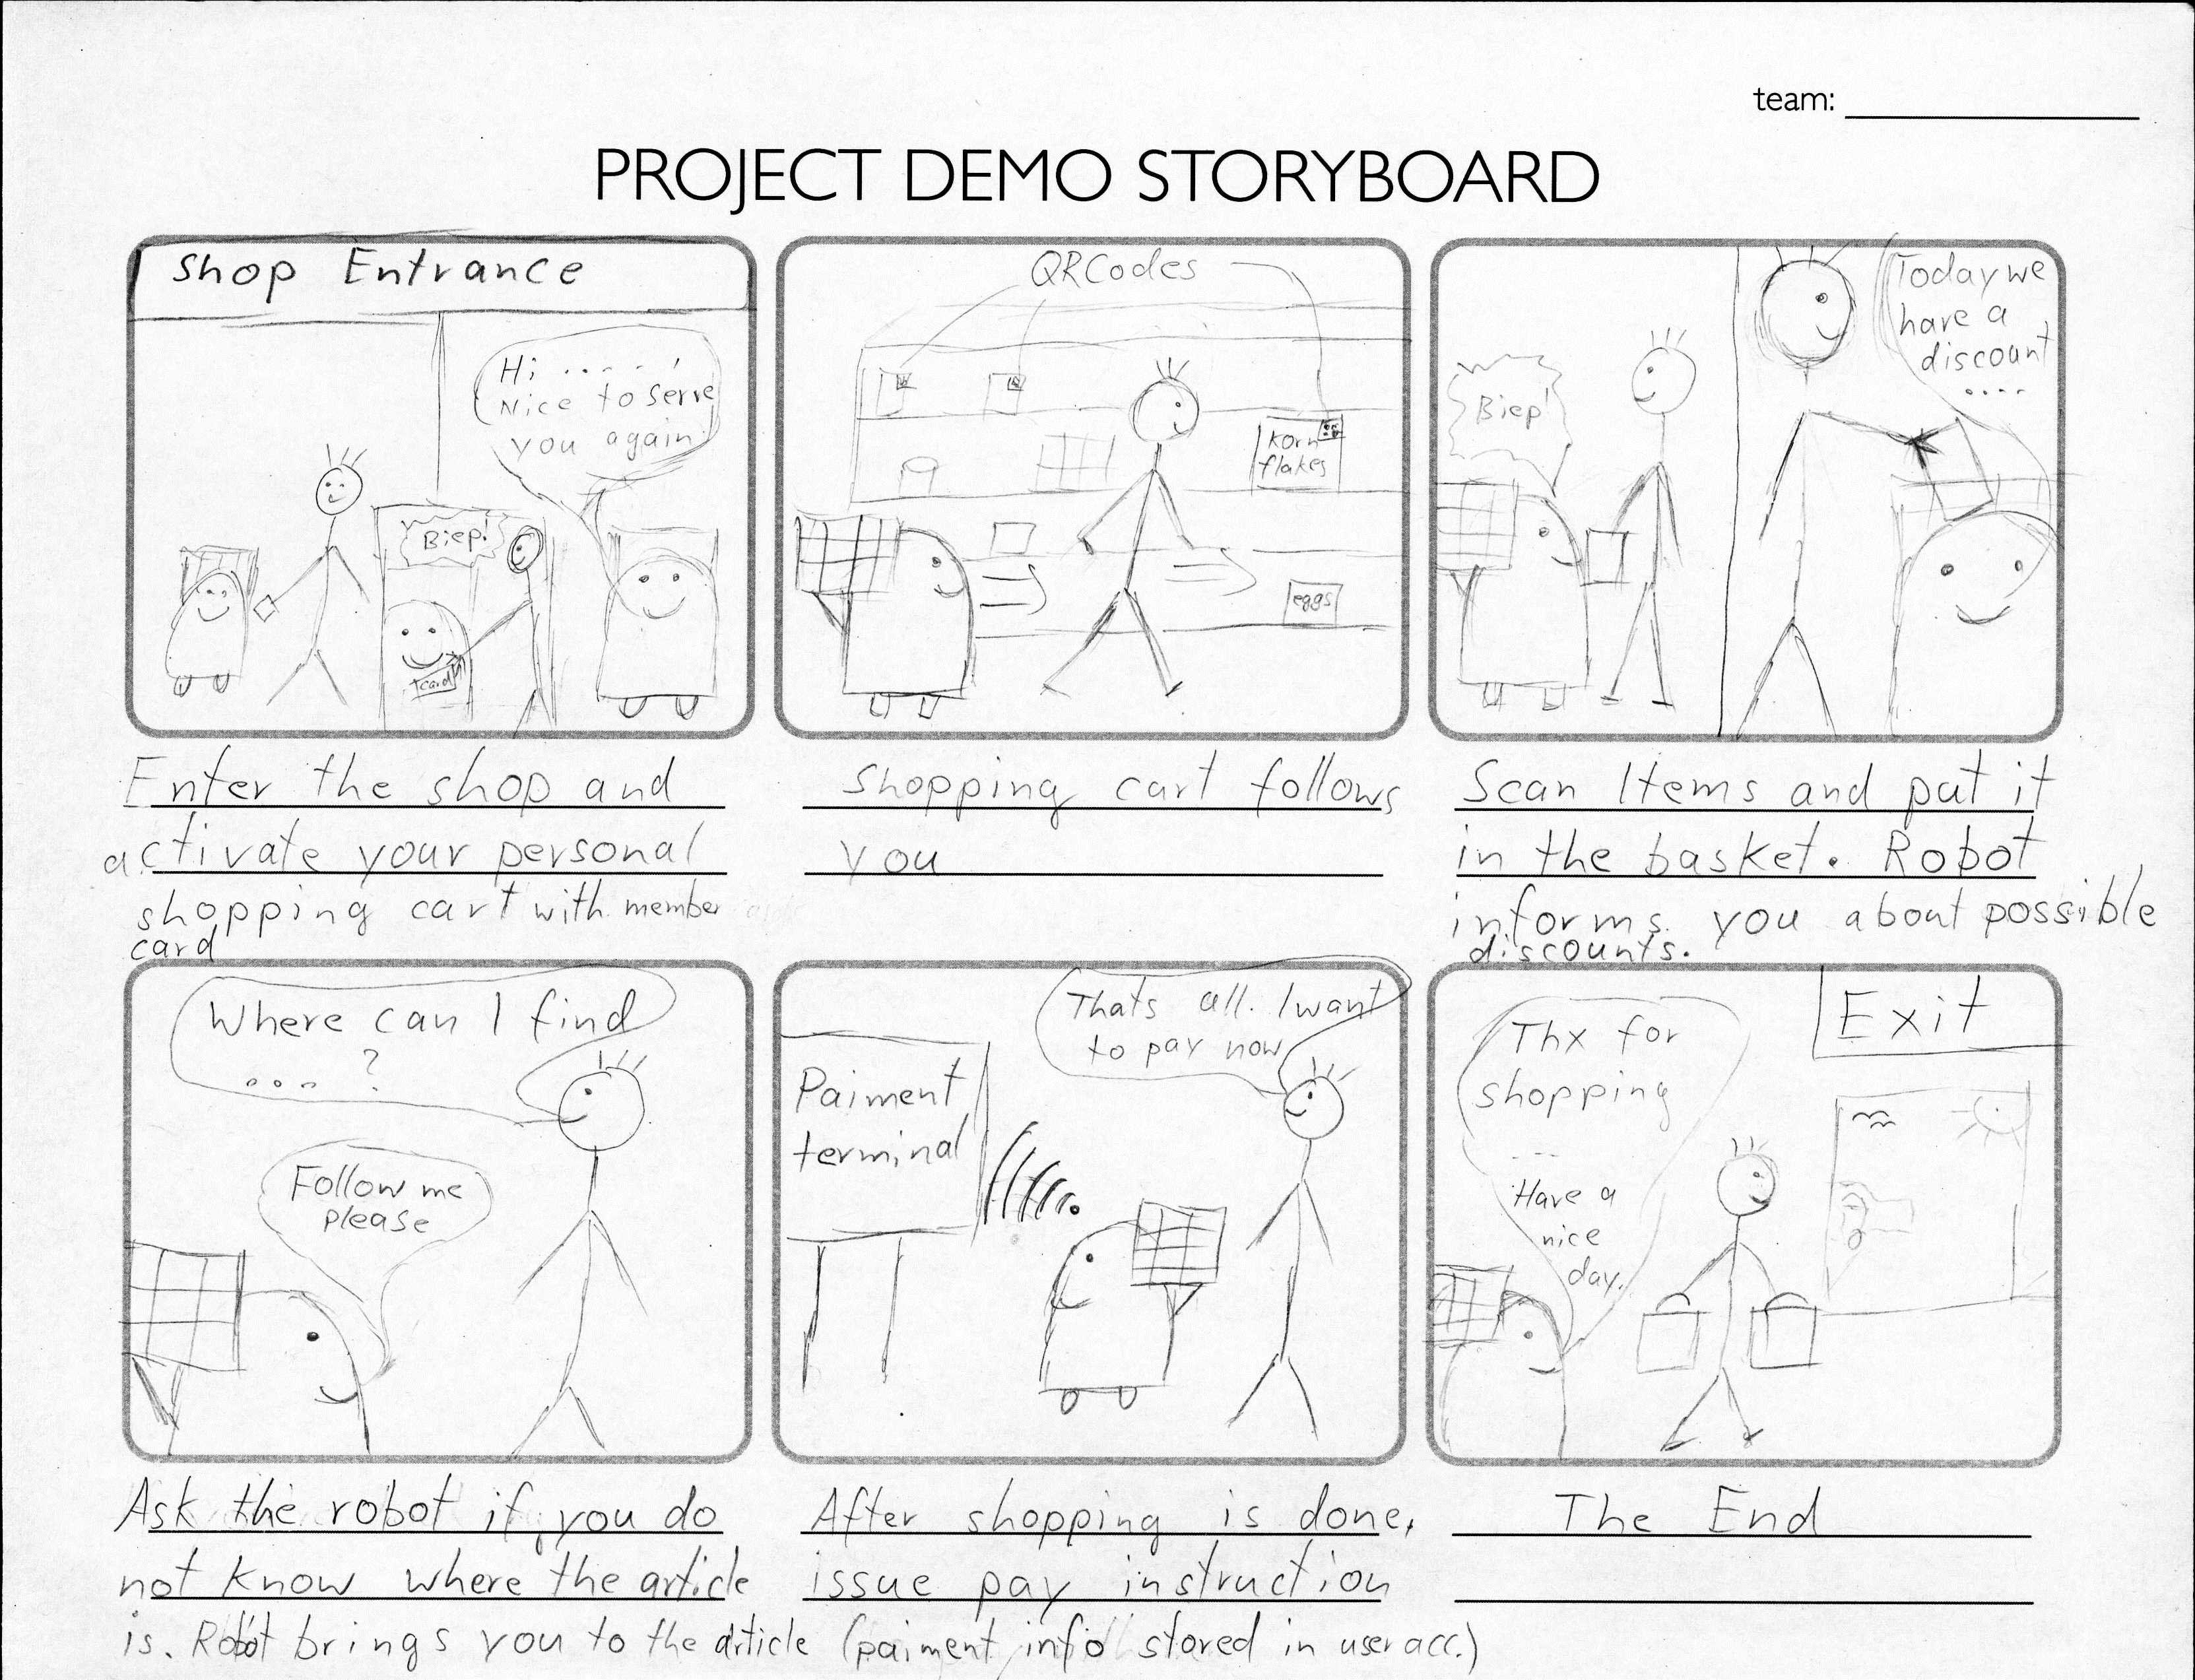 team:
PROJECT DEMO STORYBOARD
Shop Entrance
Hi ..... ,
Nice to serve
you again
Biep!
card
Enter the shop and
activate your personal
shopping cart with member
card
QRCodes
Korn
flakes
eggs
Shopping cart follows
you
Biep!
Today we
have a
discount
....
Scan Items and put it
in the basket. Robot
informs you about possible
discounts.
Where can I find
... ?
Follow me
please
Ask the robot if you do
not know where the article
is. Robot brings you to the article
Thats all. I want
to pay now
Paiment
terminal
After shopping is done,
issue pay instruction
(paiment info stored in user acc.)
Thx for
shopping
...
Have a
nice
day.
Exit
The End